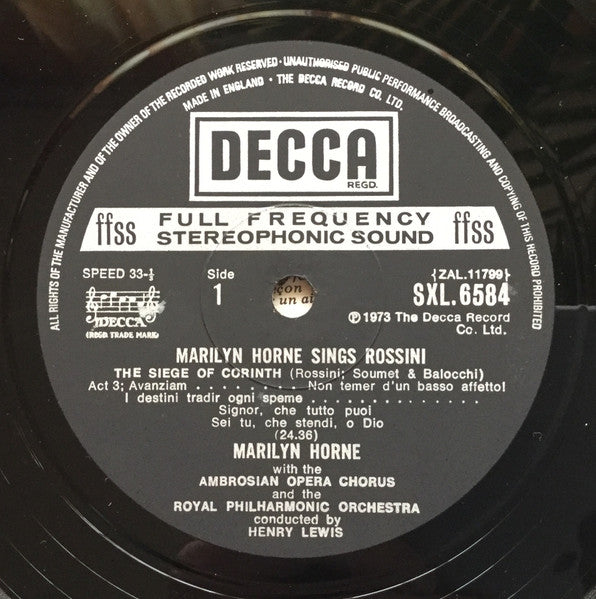 ALL RIGHTS OF THE MANUFACTURER AND OF THE OWNER OF THE RECORDED WORK RESERVED · UNAUTHORISED PUBLIC PERFORMANCE BROADCASTING AND COPYING OF THIS RECORD PROHIBITED
MADE IN ENGLAND · THE DECCA RECORD CO. LTD.
DECCA
REGD.
ffss FULL FREQUENCY STEREOPHONIC SOUND ffss
SPEED 33-⅓ Side {ZAL.11799}
1 SXL.6584
DECCA
(REGD. TRADE MARK)
Ⓟ 1973 The Decca Record
Co. Ltd.
MARILYN HORNE SINGS ROSSINI
THE SIEGE OF CORINTH (Rossini; Soumet & Balocchi)
Act 3; Avanziam . . . . . . . . . Non temer d'un basso affetto!
I destini tradir ogni speme . . . . . . . . . . . . . .
Signor, che tutto puoi
Sei tu, che stendi, o Dio
(24.36)
MARILYN HORNE
with the
AMBROSIAN OPERA CHORUS
and the
ROYAL PHILHARMONIC ORCHESTRA
conducted by
HENRY LEWIS